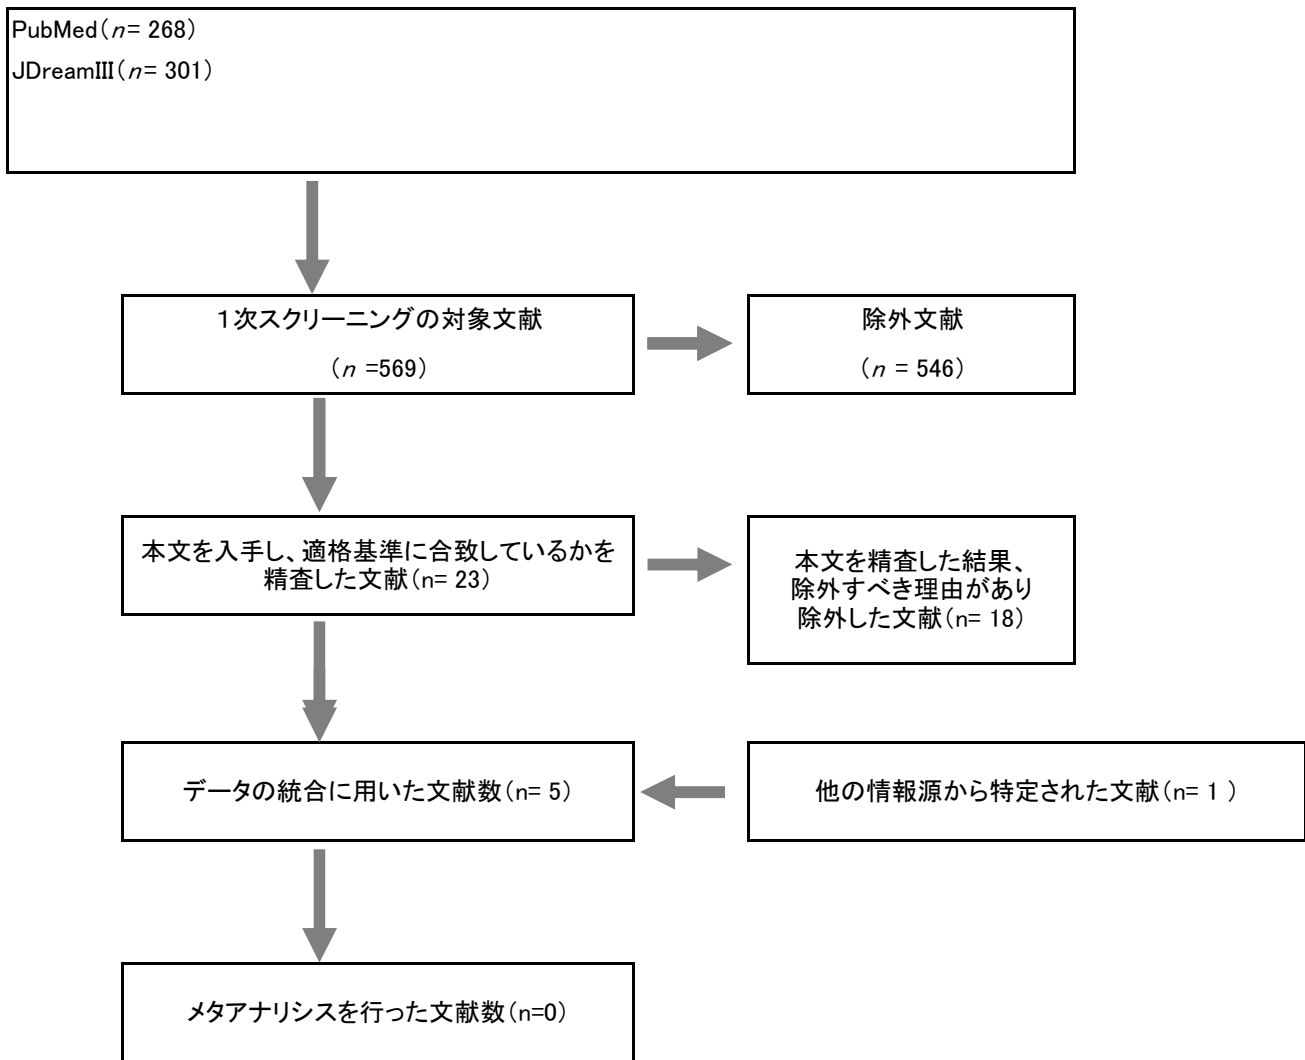 PubMed（n= 268）
JDreamIII（n= 301）
１次スクリーニングの対象文献
（n =569）
除外文献
（n = 546）
本文を入手し、適格基準に合致しているかを
精査した文献（n= 23）
本文を精査した結果、
除外すべき理由があり
除外した文献（n= 18）
データの統合に用いた文献数（n= 5）
他の情報源から特定された文献（n= 1 ）
メタアナリシスを行った文献数（n=0）